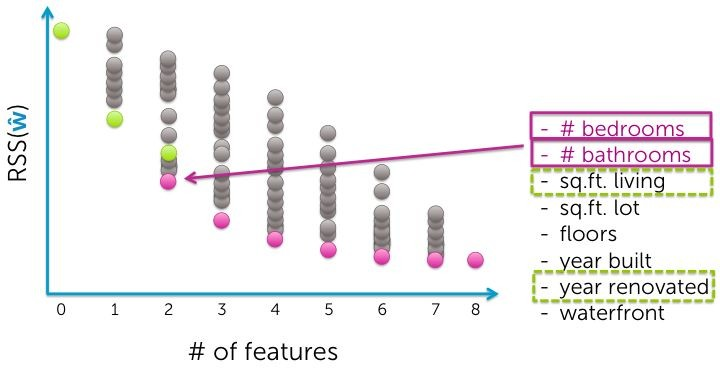 RSS(ŵ)
- # bedrooms
- # bathrooms
- sq.ft. living
- sq.ft. lot
- floors
- year built
- year renovated
- waterfront
0 1 2 3 4 5 6 7 8
# of features